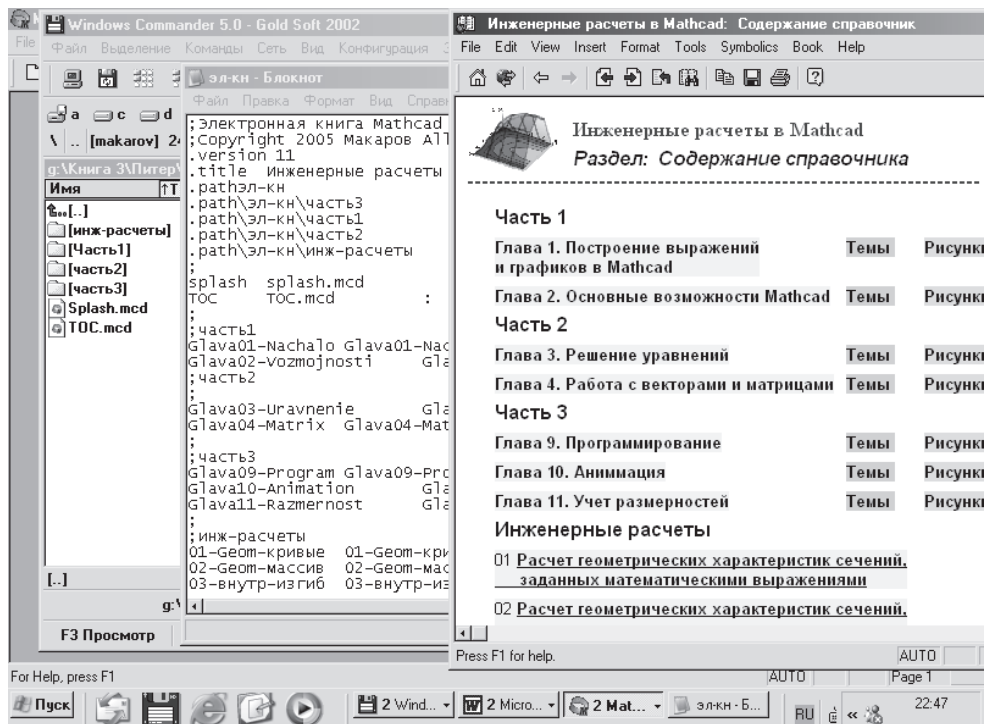 Windows Commander 5.0 - Gold Soft 2002
File
Файл Выделение Команды Сеть Вид Конфигурация
a c d
\ .. [makarov]
g:\Книга 3\Питер\
Имя ↑Т
[..]
[инж-расчеты]
[Часть1]
[часть2]
[часть3]
Splash.mcd
TOC.mcd
[..]
g:\
F3 Просмотр
эл-кн - Блокнот
Файл Правка Формат Вид Справ
;Электронная книга Mathcad
;Copyright 2005 Макаров All
.version 11
.title Инженерные расчеты
.pathэл-кн
.path\эл-кн\часть3
.path\эл-кн\часть1
.path\эл-кн\часть2
.path\эл-кн\инж-расчеты
;
splash splash.mcd
TOC TOC.mcd :
;
;часть1
Glava01-Nachalo Glava01-Nac
Glava02-Vozmojnosti Gla
;часть2
;
Glava03-Uravnenie Gla
Glava04-Matrix Glava04-Mat
;
;часть3
Glava09-Program Glava09-Pro
Glava10-Animation Gla
Glava11-Razmernost Gla
;
;инж-расчеты
01-Geom-кривые 01-Geom-кри
02-Geom-массив 02-Geom-мас
03-внутр-изгиб 03-внутр-из
Инженерные расчеты в Mathcad: Содержание справочник
File Edit View Insert Format Tools Symbolics Book Help
Инженерные расчеты в Mathcad
Раздел: Содержание справочника
Часть 1
Глава 1. Построение выражений Темы Рисунки
и графиков в Mathcad
Глава 2. Основные возможности Mathcad Темы Рисунки
Часть 2
Глава 3. Решение уравнений Темы Рисунки
Глава 4. Работа с векторами и матрицами Темы Рисунки
Часть 3
Глава 9. Программирование Темы Рисунки
Глава 10. Аниммация Темы Рисунки
Глава 11. Учет размерностей Темы Рисунки
Инженерные расчеты
01 Расчет геометрических характеристик сечений,
заданных математическими выражениями
02 Расчет геометрических характеристик сечений,
Press F1 for help. AUTO
For Help, press F1 AUTO Page 1
Пуск 2 Wind... 2 Micro... 2 Mat... эл-кн - Б... RU « 22:47